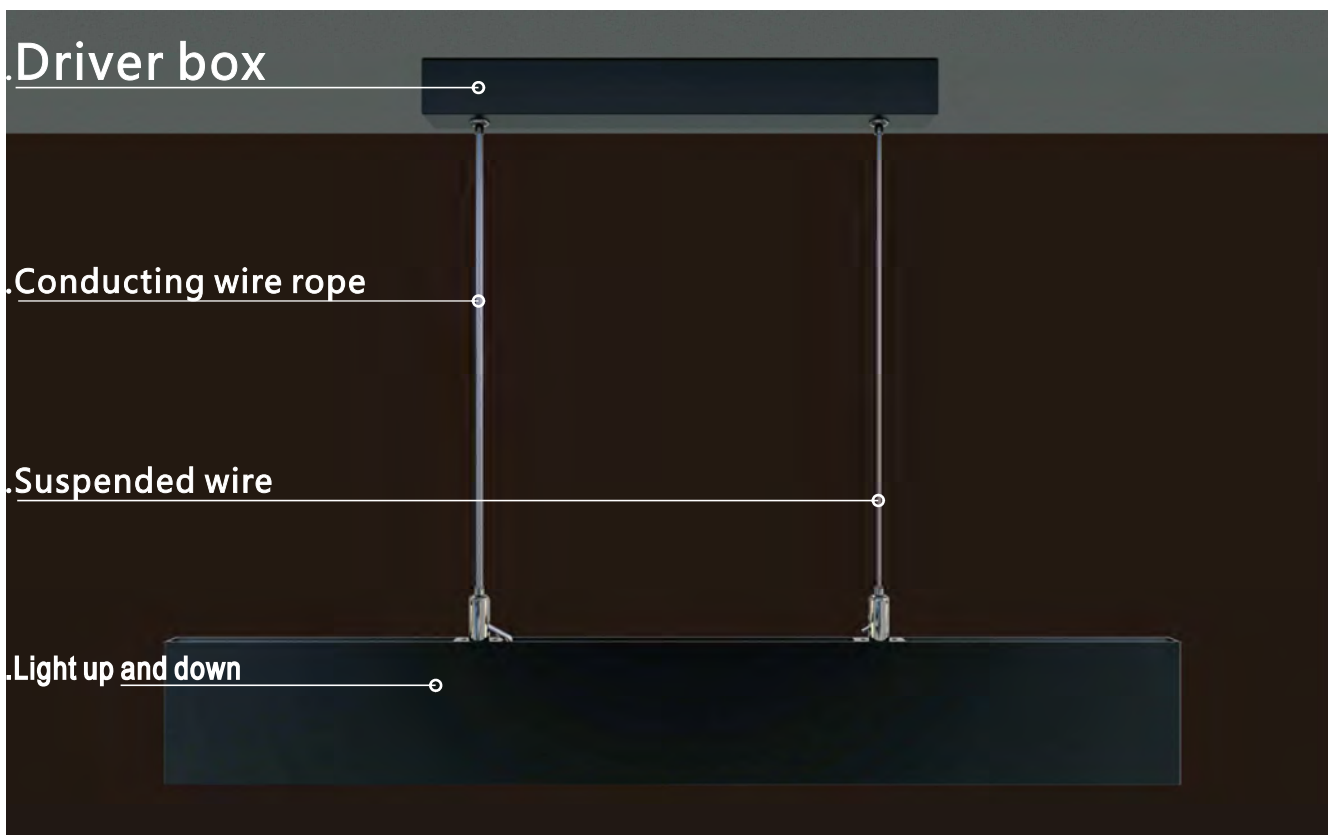 .Driver box
.Conducting wire rope
.Suspended wire
.Light up and down